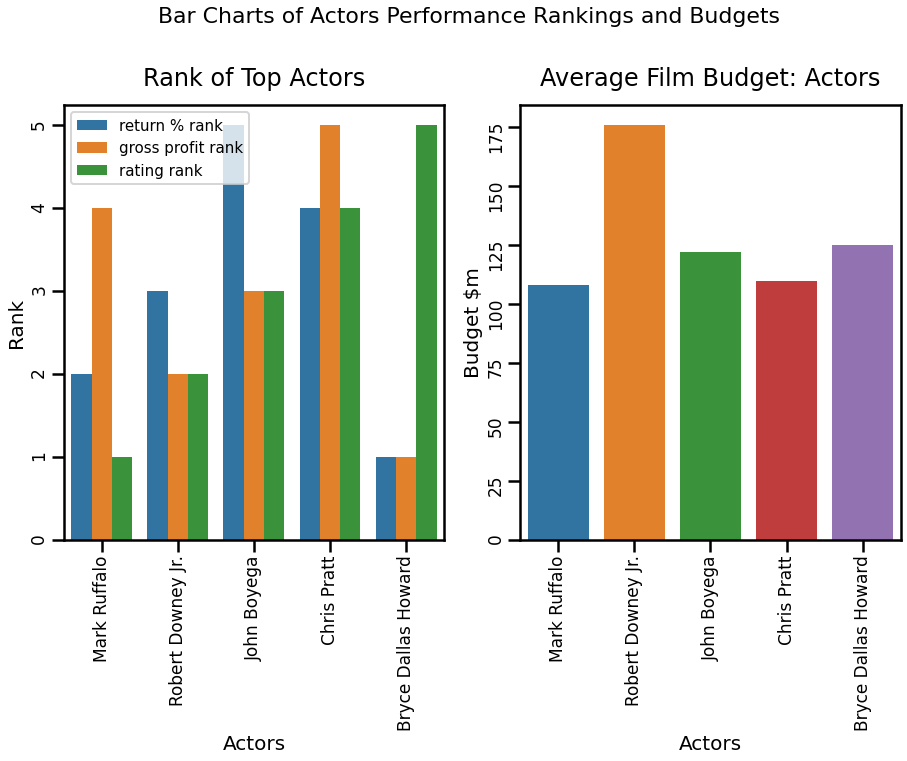 Bar Charts of Actors Performance Rankings and Budgets
Rank of Top Actors
return % rank
gross profit rank
rating rank
Rank
5
4
3
2
1
0
Mark Ruffalo
Robert Downey Jr.
John Boyega
Chris Pratt
Bryce Dallas Howard
Actors
Average Film Budget: Actors
Budget $m
175
150
125
100
75
50
25
0
Mark Ruffalo
Robert Downey Jr.
John Boyega
Chris Pratt
Bryce Dallas Howard
Actors